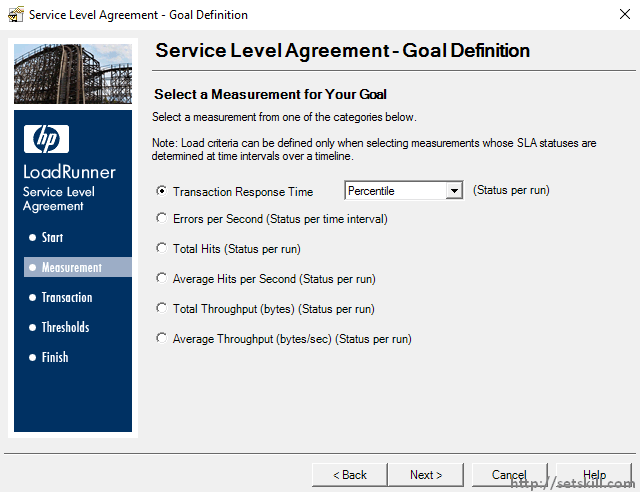 Service Level Agreement - Goal Definition
Service Level Agreement - Goal Definition
Select a Measurement for Your Goal
Select a measurement from one of the categories below.
Note: Load criteria can be defined only when selecting measurements whose SLA statuses are
determined at time intervals over a timeline.
hp
LoadRunner
Service Level
Agreement
Start
Measurement
Transaction
Thresholds
Finish
Transaction Response Time Percentile (Status per run)
Errors per Second (Status per time interval)
Total Hits (Status per run)
Average Hits per Second (Status per run)
Total Throughput (bytes) (Status per run)
Average Throughput (bytes/sec) (Status per run)
< Back Next > Cancel Help
http://setskill.com